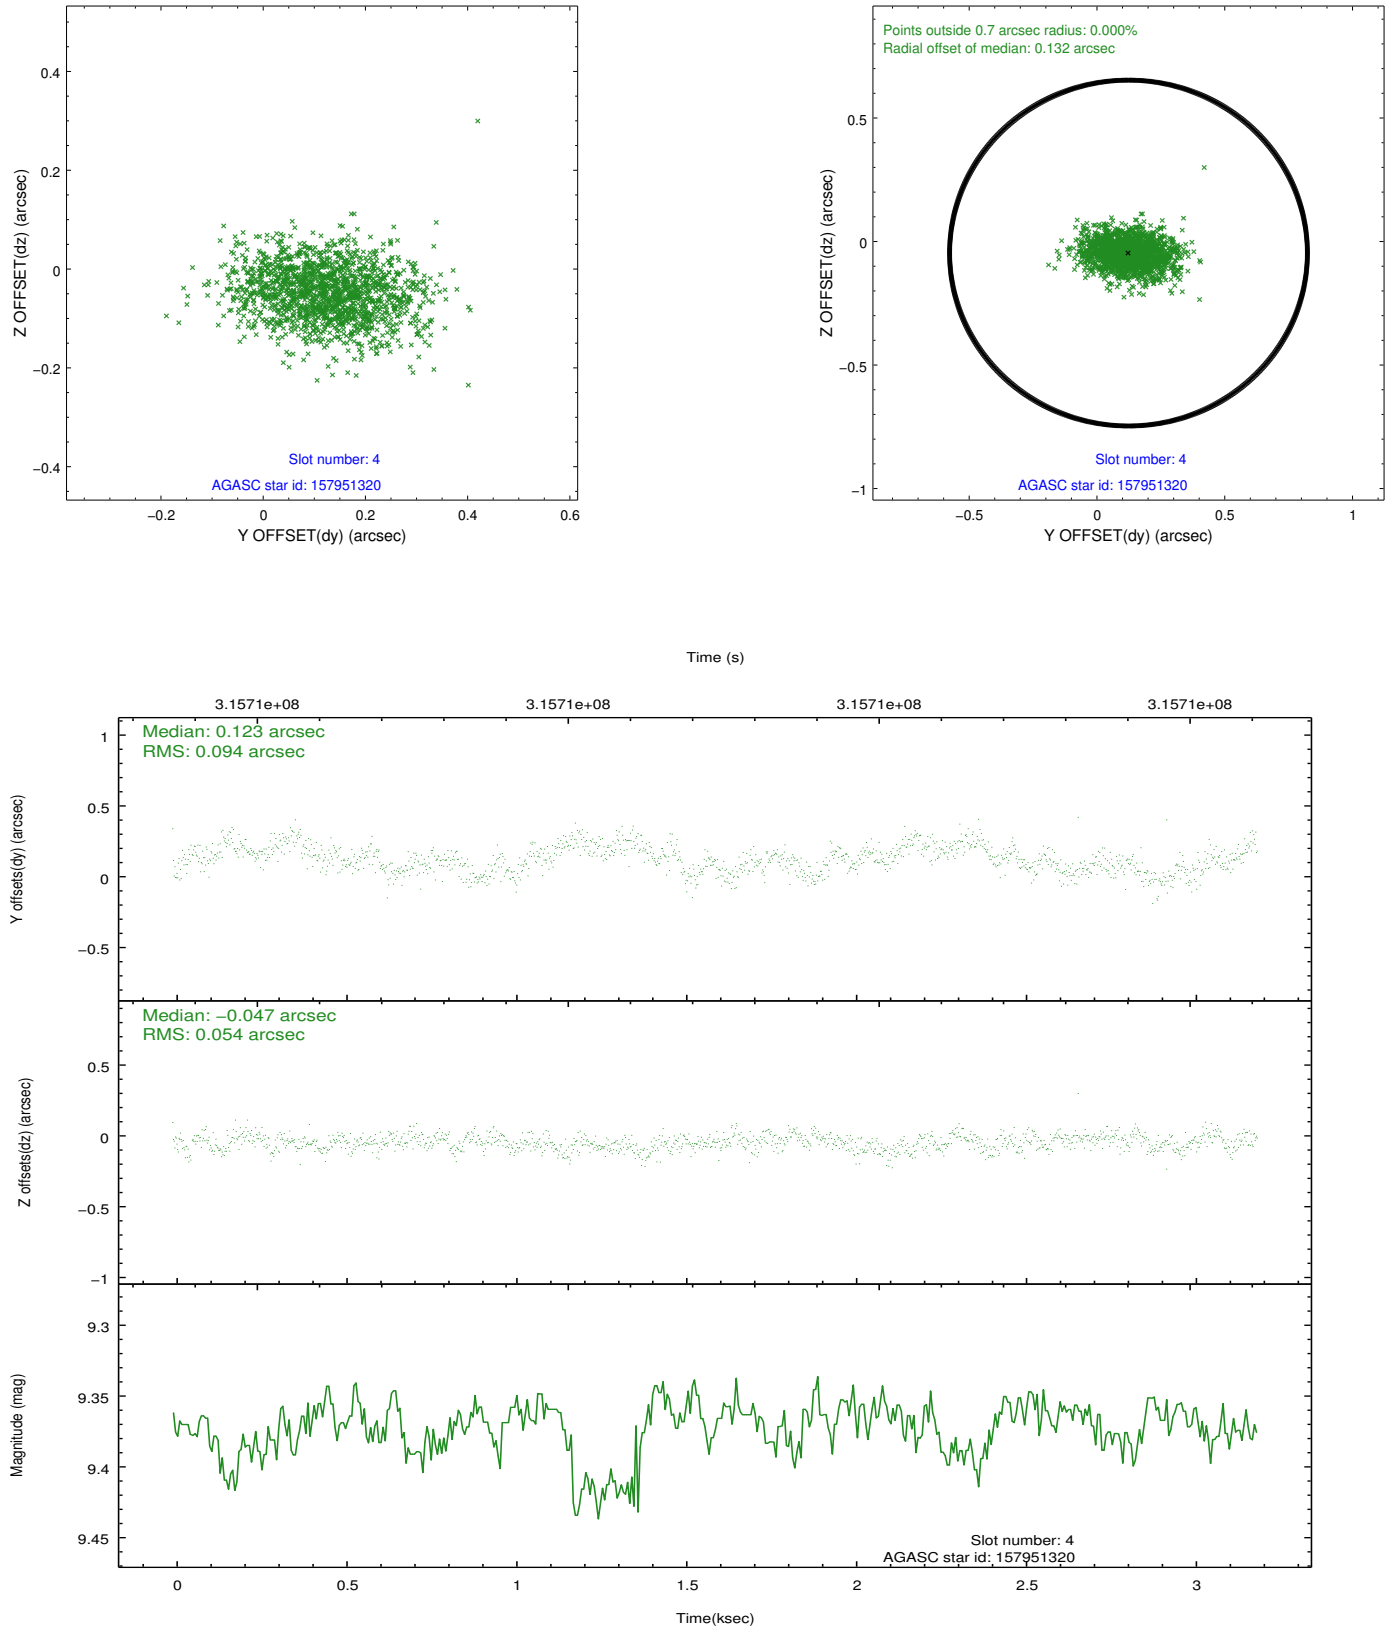 0.4
0.2
0
−0.2
−0.4
Z OFFSET(dz) (arcsec)
Slot number: 4
AGASC star id: 157951320
−0.2 0 0.2 0.4 0.6
Y OFFSET(dy) (arcsec)
Points outside 0.7 arcsec radius: 0.000%
Radial offset of median: 0.132 arcsec
0.5
0
−0.5
−1
Z OFFSET(dz) (arcsec)
Slot number: 4
AGASC star id: 157951320
−0.5 0 0.5 1
Y OFFSET(dy) (arcsec)
Time (s)
3.1571e+08 3.1571e+08 3.1571e+08 3.1571e+08
Median: 0.123 arcsec
RMS: 0.094 arcsec
1
0.5
0
−0.5
Y offsets(dy) (arcsec)
Median: −0.047 arcsec
RMS: 0.054 arcsec
0.5
0
−0.5
−1
Z offsets(dz) (arcsec)
9.3
9.35
9.4
9.45
Magnitude (mag)
Slot number: 4
AGASC star id: 157951320
0 0.5 1 1.5 2 2.5 3
Time(ksec)